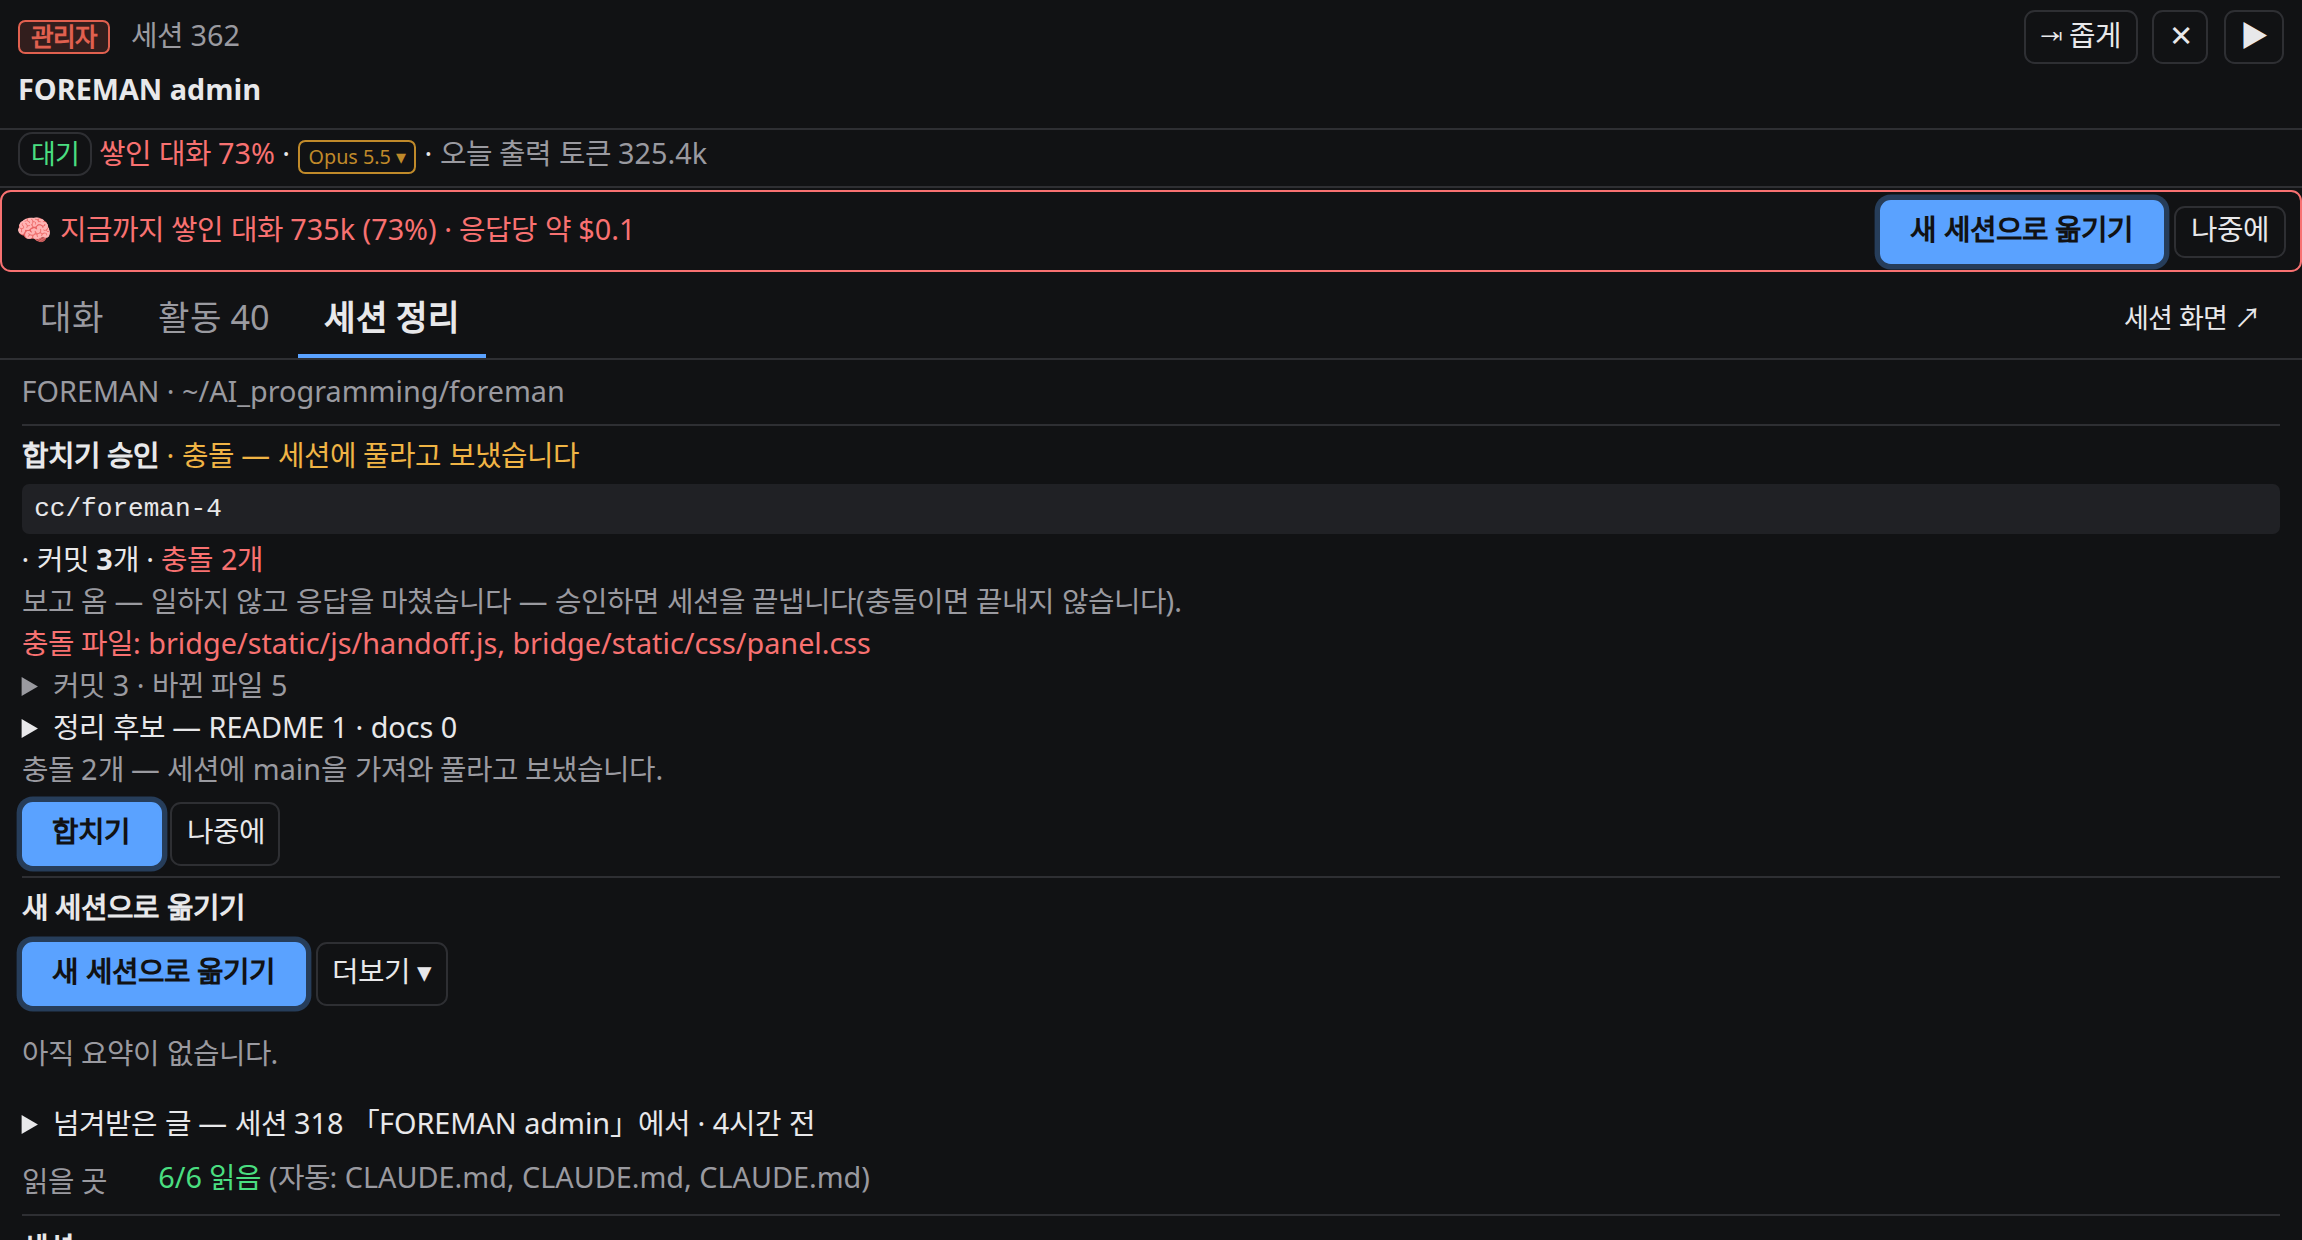 관리자 세션 362 ⇥ 좁게 ✕ ▶
FOREMAN admin
대기 쌓인 대화 73% · Opus 5.5 ▾ · 오늘 출력 토큰 325.4k
🧠 지금까지 쌓인 대화 735k (73%) · 응답당 약 $0.1 새 세션으로 옮기기 나중에
대화 활동 40 세션 정리 세션 화면 ↗
FOREMAN · ~/AI_programming/foreman
합치기 승인 · 충돌 — 세션에 풀라고 보냈습니다
cc/foreman-4
· 커밋 3개 · 충돌 2개
보고 옴 — 일하지 않고 응답을 마쳤습니다 — 승인하면 세션을 끝냅니다(충돌이면 끝내지 않습니다).
충돌 파일: bridge/static/js/handoff.js, bridge/static/css/panel.css
▶ 커밋 3 · 바뀐 파일 5
▶ 정리 후보 — README 1 · docs 0
충돌 2개 — 세션에 main을 가져와 풀라고 보냈습니다.
합치기 나중에
새 세션으로 옮기기
새 세션으로 옮기기 더보기 ▾
아직 요약이 없습니다.
▶ 넘겨받은 글 — 세션 318 「FOREMAN admin」에서 · 4시간 전
읽을 곳 6/6 읽음 (자동: CLAUDE.md, CLAUDE.md, CLAUDE.md)